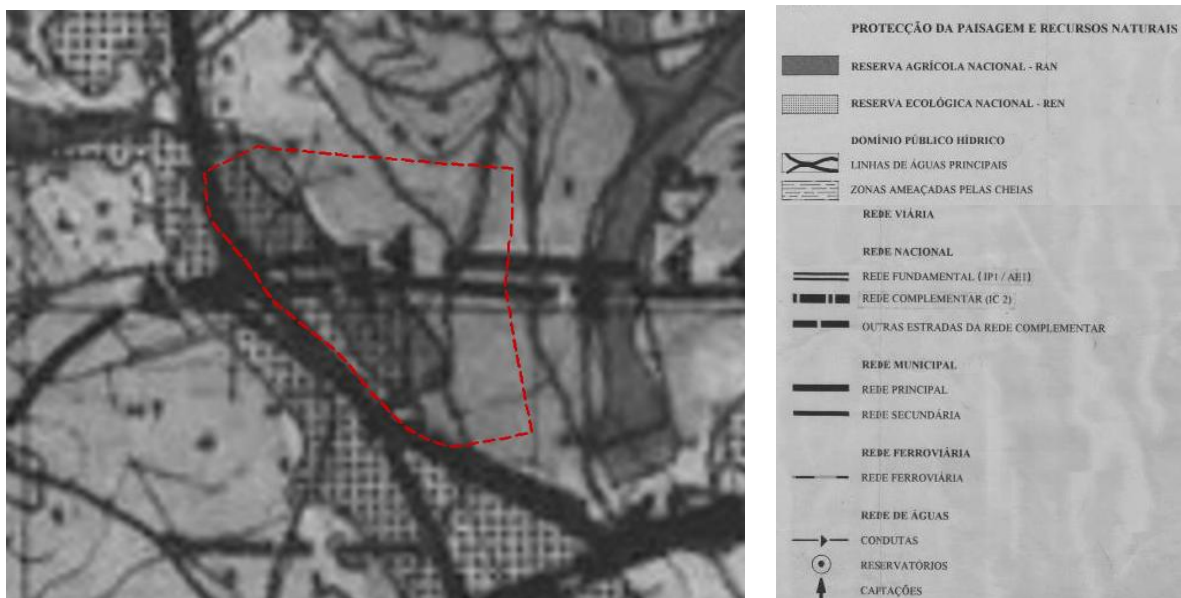 PROTECÇÃO DA PAISAGEM E RECURSOS NATURAIS
RESERVA AGRÍCOLA NACIONAL - RAN
RESERVA ECOLÓGICA NACIONAL - REN
DOMÍNIO PÚBLICO HÍDRICO
LINHAS DE ÁGUAS PRINCIPAIS
ZONAS AMEAÇADAS PELAS CHEIAS
REDE VIÁRIA
REDE NACIONAL
REDE FUNDAMENTAL (IP1 / AE1)
REDE COMPLEMENTAR (IC 2)
OUTRAS ESTRADAS DA REDE COMPLEMENTAR
REDE MUNICIPAL
REDE PRINCIPAL
REDE SECUNDÁRIA
REDE FERROVIÁRIA
REDE FERROVIÁRIA
REDE DE ÁGUAS
CONDUTAS
RESERVATÓRIOS
CAPTAÇÕES